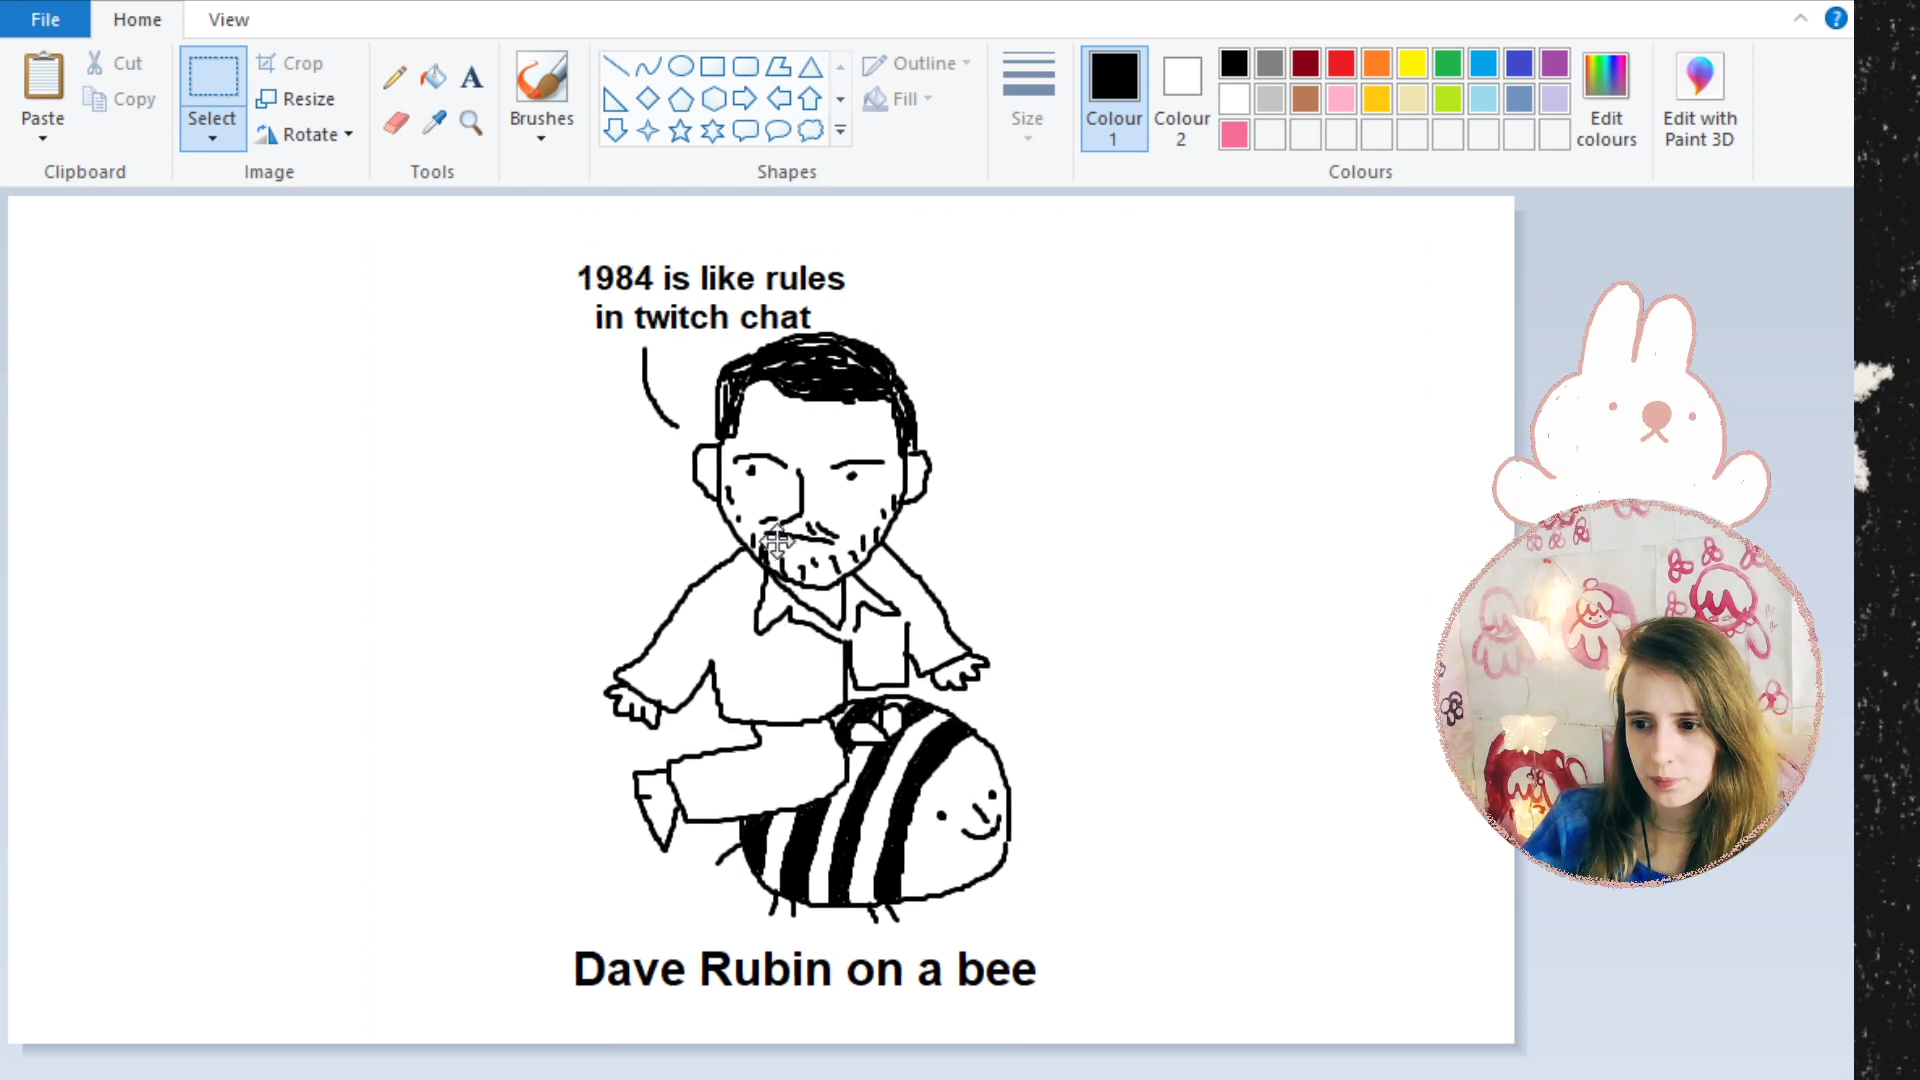 File
Home
View
Paste
Cut
Copy
Clipboard
Select
Crop
Resize
Rotate
Image
A
Tools
Brushes
Shapes
Outline
Fill
Size
Colour
1
Colour
2
Edit
colours
Colours
Edit with
Paint 3D
?
1984 is like rules
in twitch chat
Dave Rubin on a bee